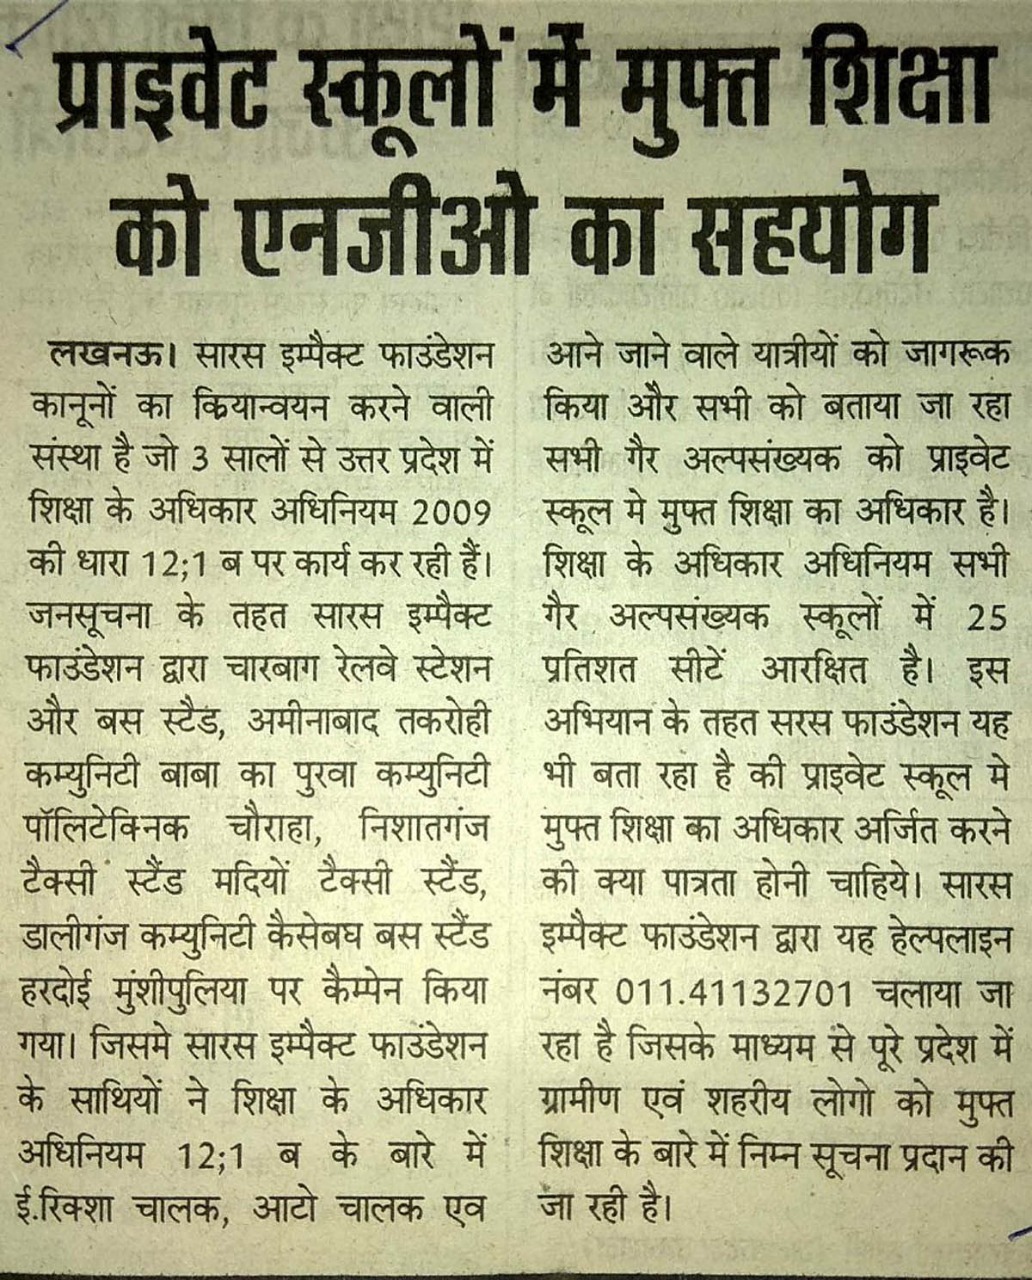 प्राइवेट स्कूलों में मुफ्त शिक्षा
को एनजीओ का सहयोग
लखनऊ। सारस इम्पैक्ट फाउंडेशन
कानूनों का क्रियान्वयन करने वाली
संस्था है जो 3 सालों से उत्तर प्रदेश में
शिक्षा के अधिकार अधिनियम 2009
की धारा 12;1 ब पर कार्य कर रही हैं।
जनसूचना के तहत सारस इम्पैक्ट
फाउंडेशन द्वारा चारबाग रेलवे स्टेशन
और बस स्टैड, अमीनाबाद तकरोही
कम्युनिटी बाबा का पुरवा कम्युनिटी
पॉलिटेक्निक चौराहा, निशातगंज
टैक्सी स्टैंड मदियों टैक्सी स्टैंड,
डालीगंज कम्युनिटी कैसेबघ बस स्टैंड
हरदोई मुंशीपुलिया पर कैम्पेन किया
गया। जिसमे सारस इम्पैक्ट फाउंडेशन
के साथियों ने शिक्षा के अधिकार
अधिनियम 12;1 ब के बारे में
ई.रिक्शा चालक, आटो चालक एव
आने जाने वाले यात्रीयों को जागरूक
किया और सभी को बताया जा रहा
सभी गैर अल्पसंख्यक को प्राइवेट
स्कूल मे मुफ्त शिक्षा का अधिकार है।
शिक्षा के अधिकार अधिनियम सभी
गैर अल्पसंख्यक स्कूलों में 25
प्रतिशत सीटें आरक्षित है। इस
अभियान के तहत सरस फाउंडेशन यह
भी बता रहा है की प्राइवेट स्कूल मे
मुफ्त शिक्षा का अधिकार अर्जित करने
की क्या पात्रता होनी चाहिये। सारस
इम्पैक्ट फाउंडेशन द्वारा यह हेल्पलाइन
नंबर 011.41132701 चलाया जा
रहा है जिसके माध्यम से पूरे प्रदेश में
ग्रामीण एवं शहरीय लोगो को मुफ्त
शिक्षा के बारे में निम्न सूचना प्रदान की
जा रही है।